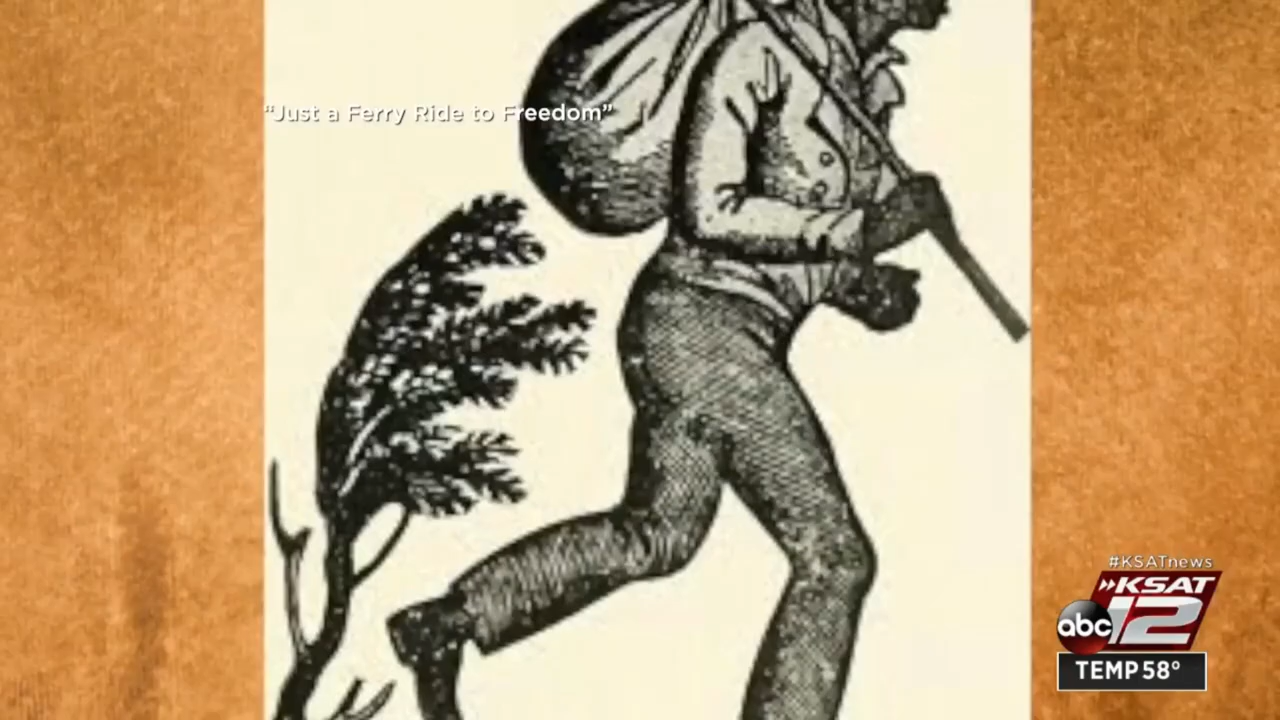 “Just a Ferry Ride to Freedom”
#KSATnews
KSAT
abc 12
TEMP 58°